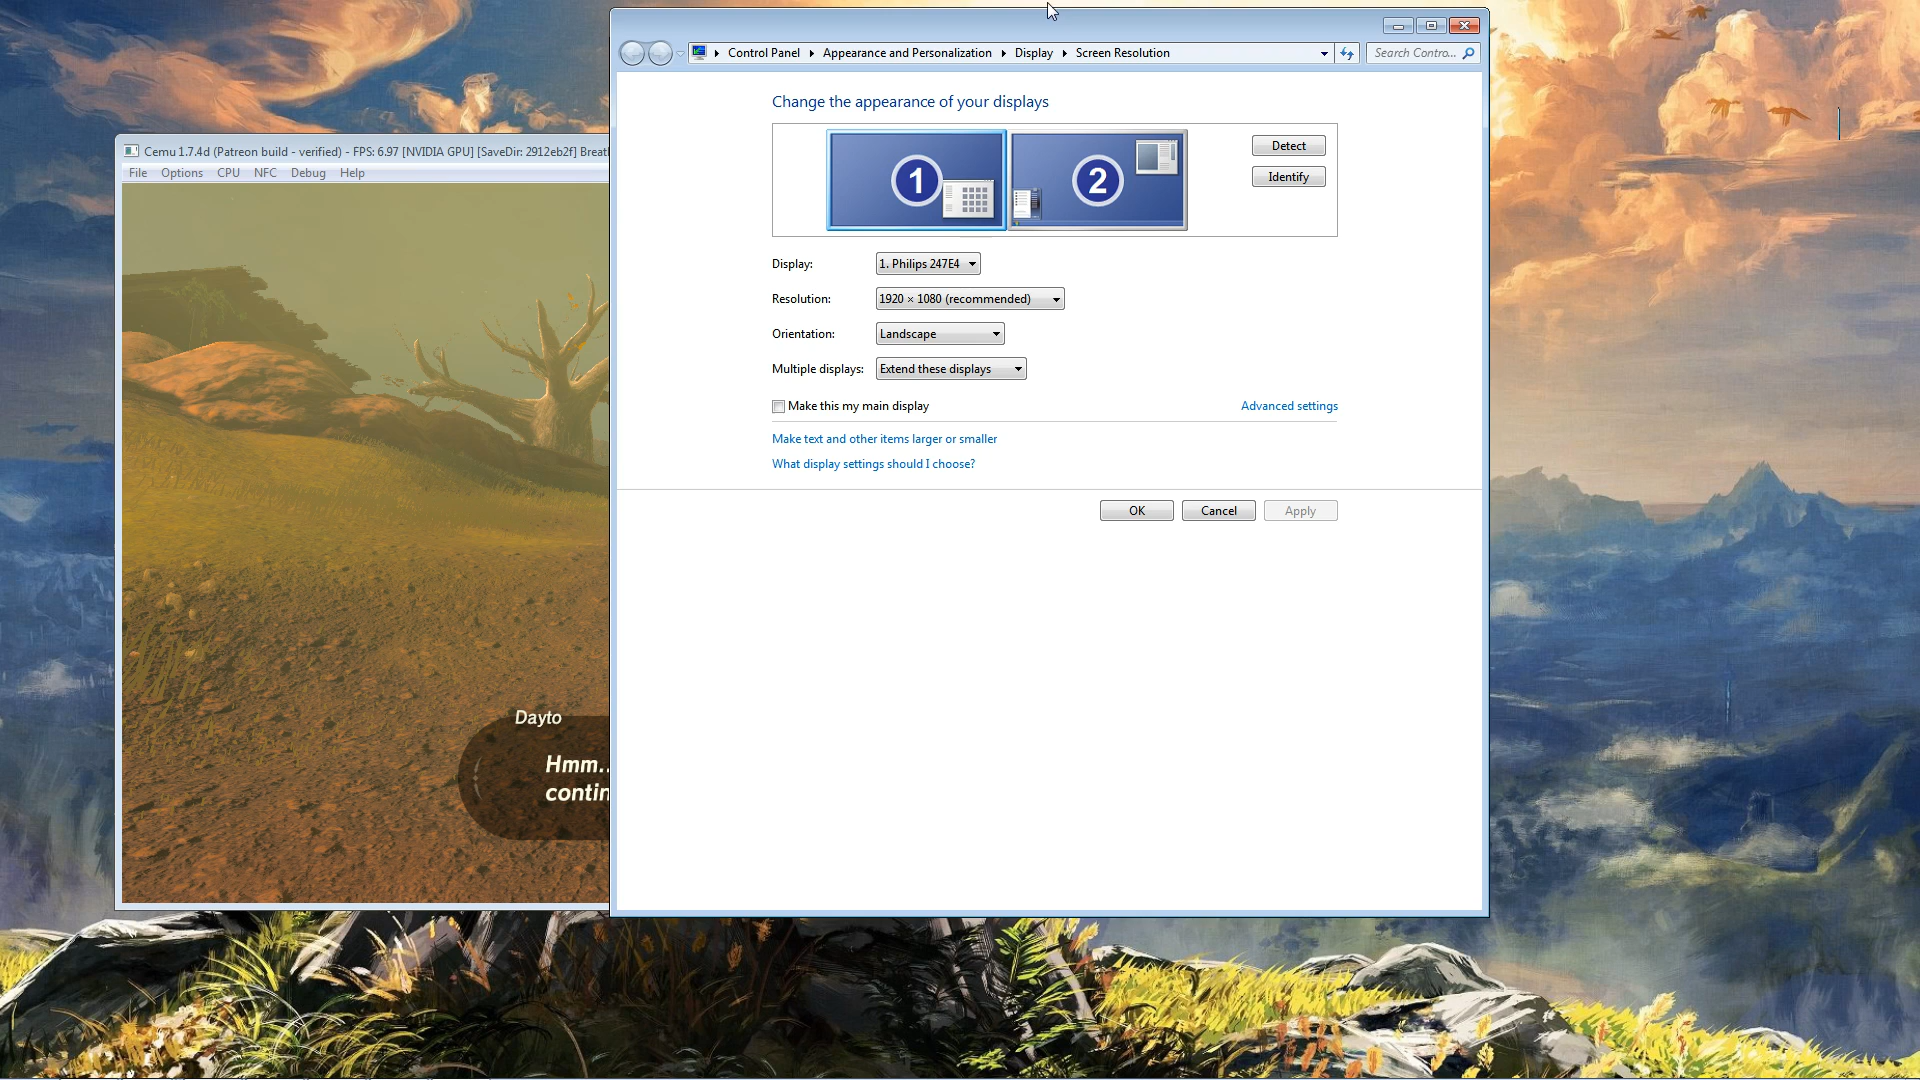 Control Panel Appearance and Personalization Display Screen Resolution
Search Contro...
Change the appearance of your displays
1
2
Detect
Identify
Display: 1. Philips 247E4
Resolution: 1920 × 1080 (recommended)
Orientation: Landscape
Multiple displays: Extend these displays
Make this my main display
Advanced settings
Make text and other items larger or smaller
What display settings should I choose?
OK Cancel Apply
Cemu 1.7.4d (Patreon build - verified) - FPS: 6.97 [NVIDIA GPU] [SaveDir: 2912eb2f] Breat
File Options CPU NFC Debug Help
Dayto
Hmm..
contin